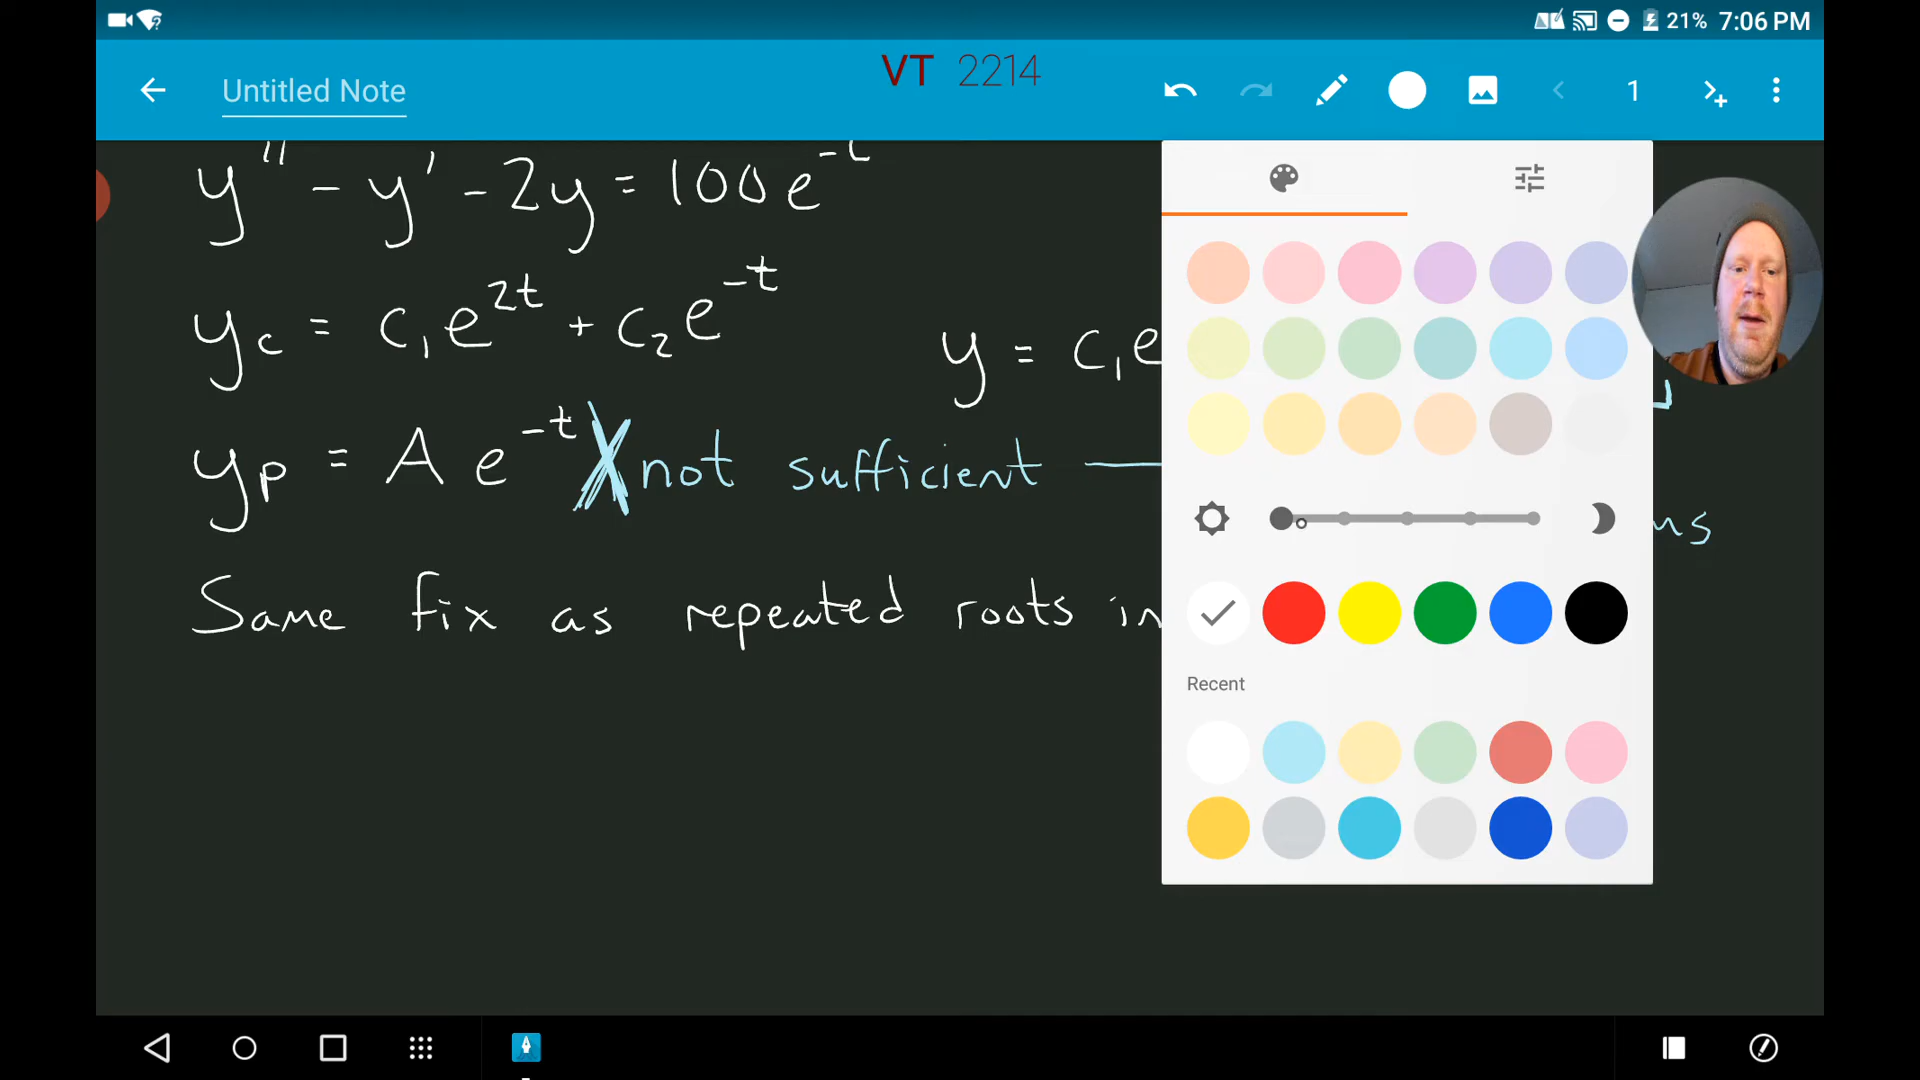 21% 7:06 PM
Untitled Note
VT 2214
1
y'' - y' - 2y = 100e^-t
y_c = c_1e^2t + c_2e^-t
y = c_1e
y_p = A e^-t X not sufficient —
ms
Same fix as repeated roots in
Recent